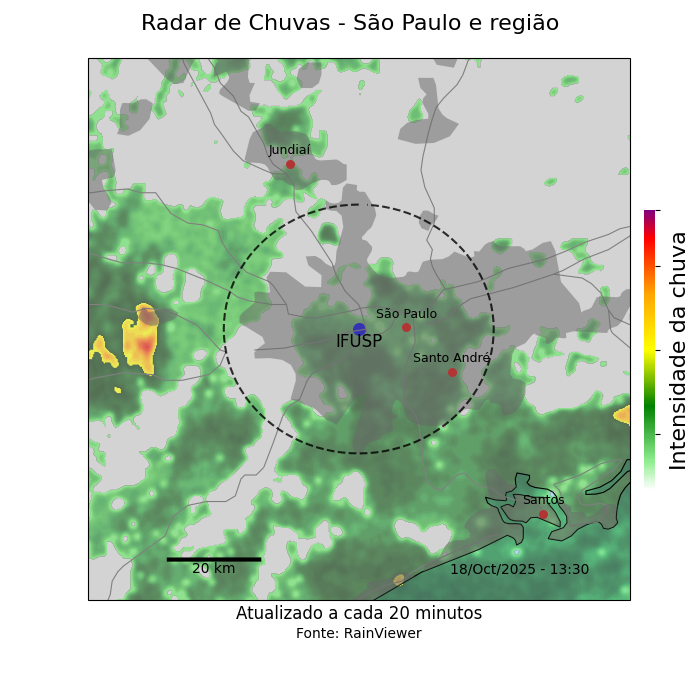 Radar de Chuvas - São Paulo e região
Jundiaí
São Paulo
IFUSP
Santo André
Santos
20 km
18/Oct/2025 - 13:30
Intensidade da chuva
Atualizado a cada 20 minutos
Fonte: RainViewer